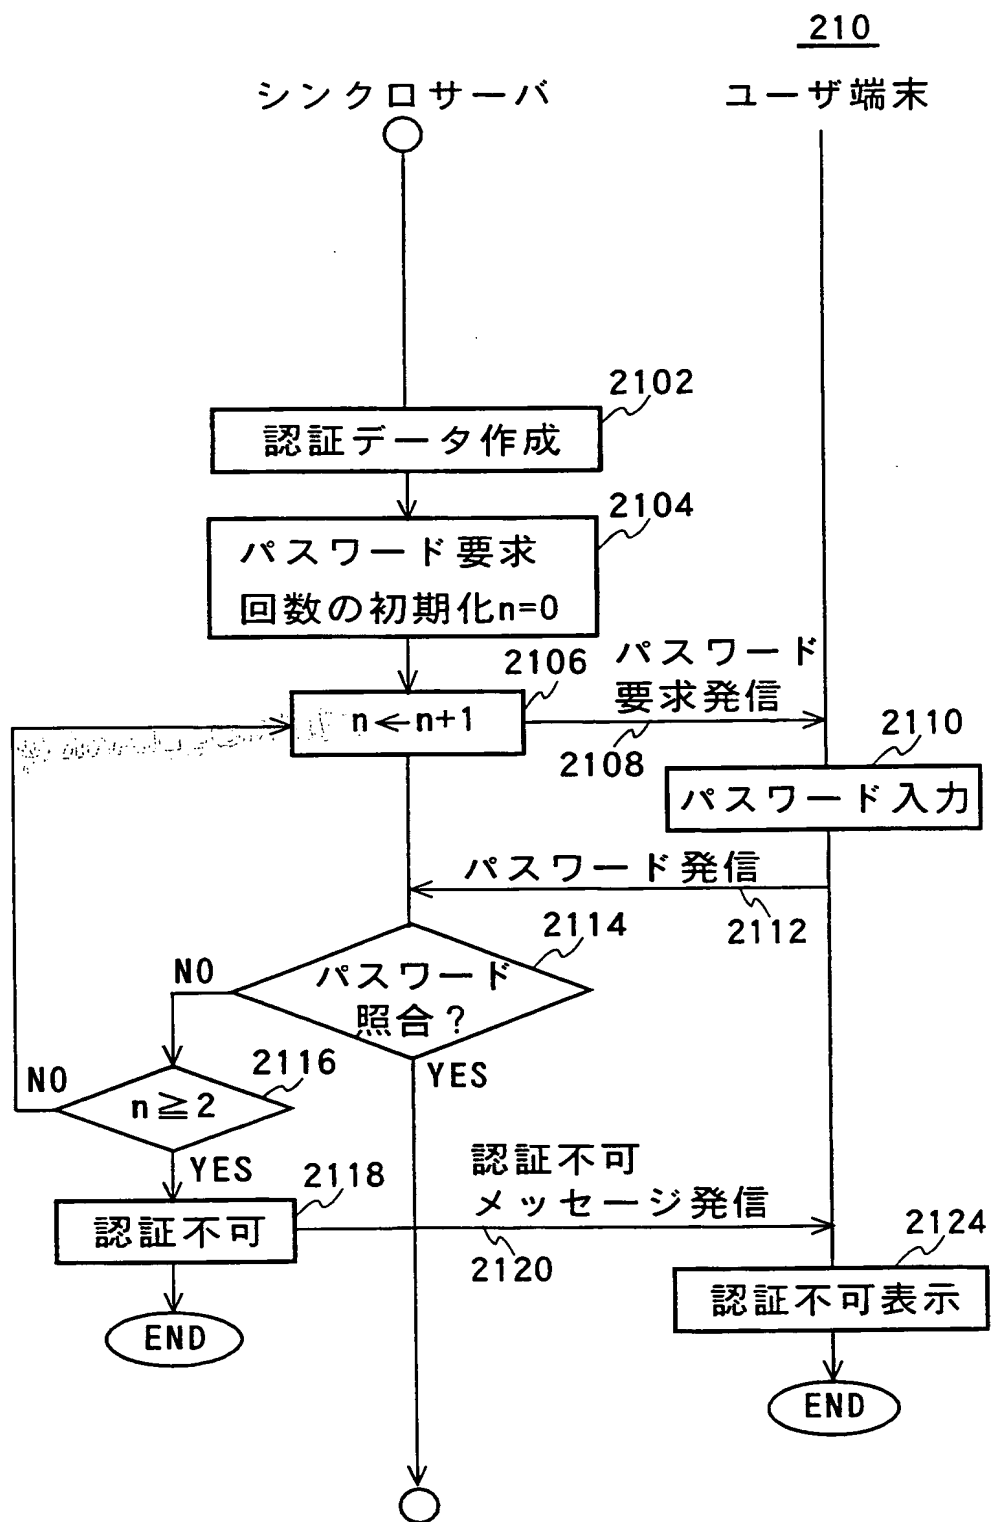 210
シンクロサーバ
ユーザ端末
2102
認証データ作成
2104
パスワード要求
回数の初期化n=0
2106
n←n+1
パスワード
要求発信
2108
2110
パスワード入力
パスワード発信
2112
2114
パスワード
照合?
NO
YES
2116
n≧2
NO
YES
2118
認証不可
認証不可
メッセージ発信
2120
2124
認証不可表示
END
END